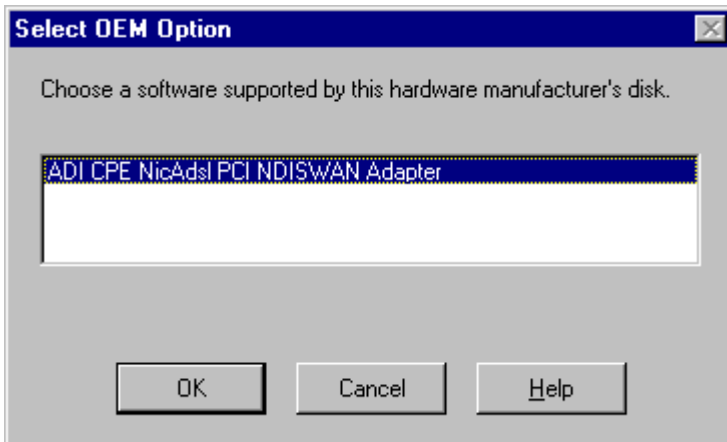 Select OEM Option
Choose a software supported by this hardware manufacturer's disk.
ADI CPE NicAdsl PCI NDISWAN Adapter
OK Cancel Help